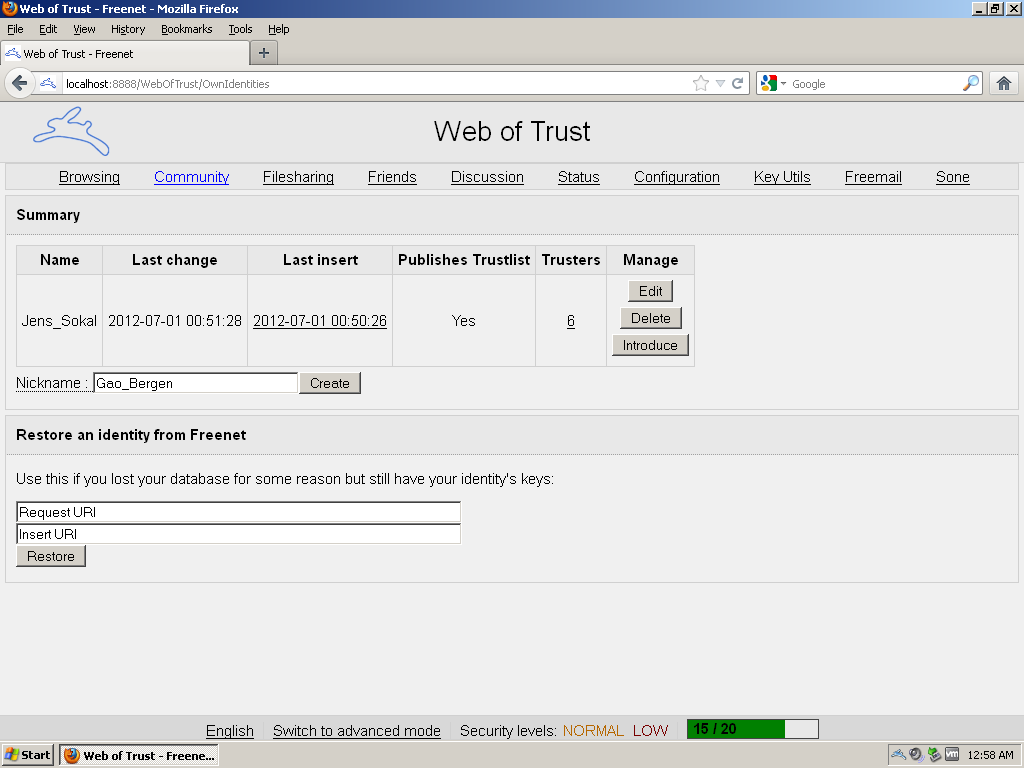 Web of Trust - Freenet - Mozilla Firefox
File Edit View History Bookmarks Tools Help
Web of Trust - Freenet
localhost:8888/WebOfTrust/OwnIdentities
Google
Web of Trust
Browsing Community Filesharing Friends Discussion Status Configuration Key Utils Freemail Sone
Summary
Name Last change Last insert Publishes Trustlist Trusters Manage
Edit
Delete
Jens_Sokal 2012-07-01 00:51:28 2012-07-01 00:50:26 Yes 6
Introduce
Nickname : Gao_Bergen Create
Restore an identity from Freenet
Use this if you lost your database for some reason but still have your identity's keys:
Request URI
Insert URI
Restore
English Switch to advanced mode Security levels: NORMAL LOW 15 / 20
Start Web of Trust - Freene... vm 12:58 AM